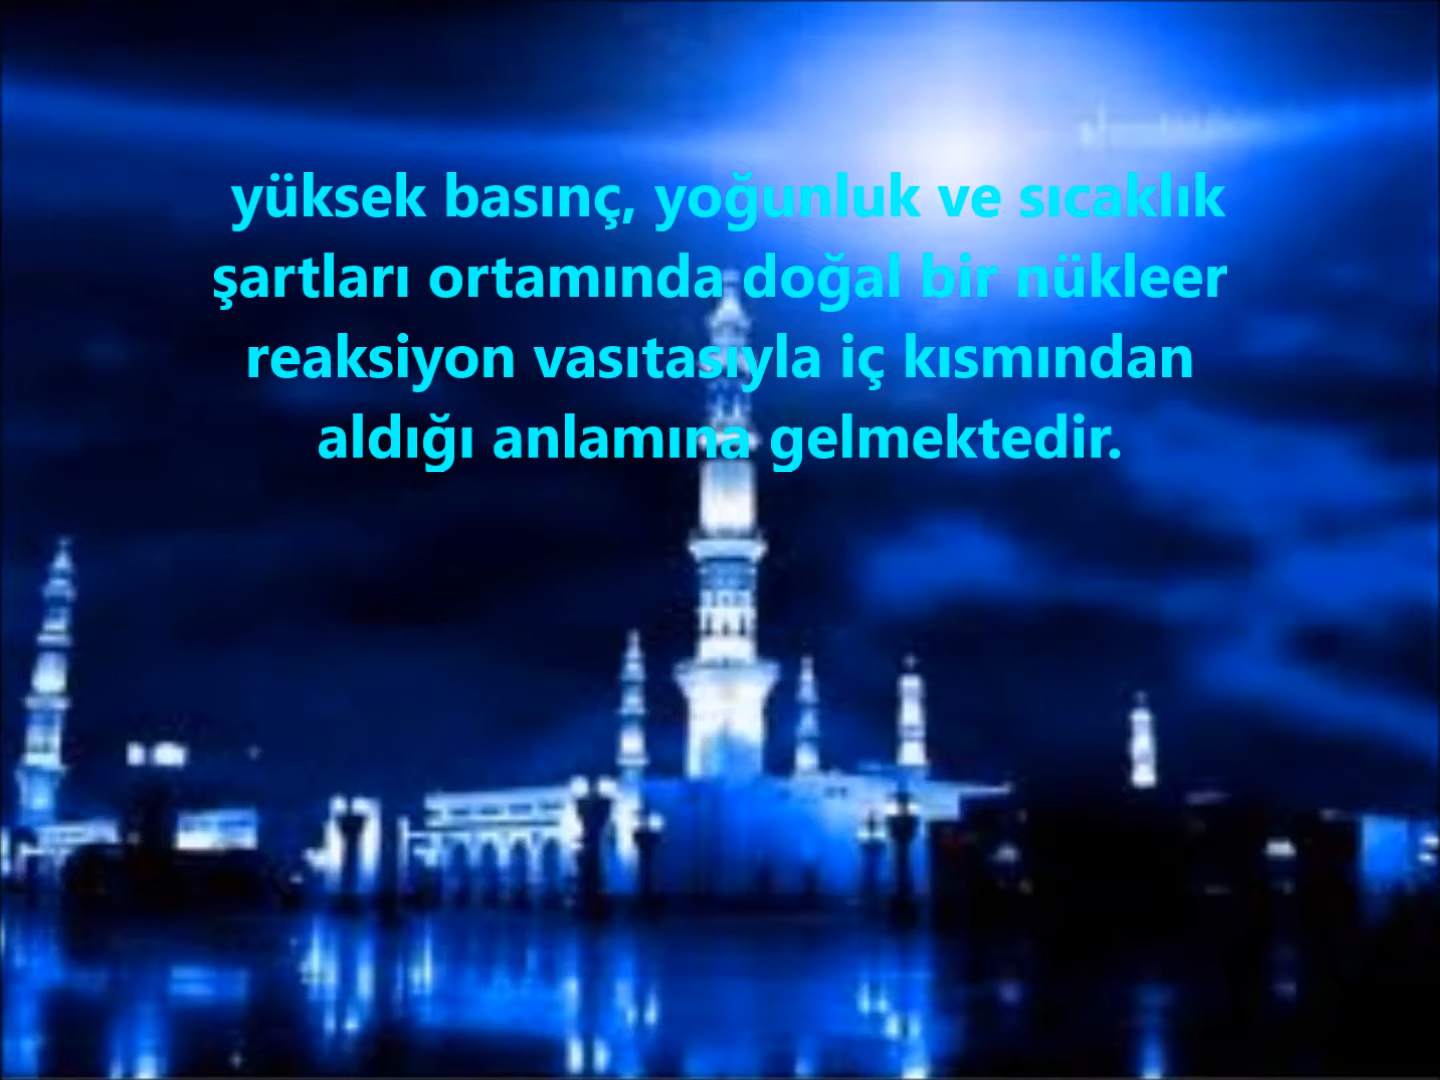 yüksek basınç, yoğunluk ve sıcaklık
şartları ortamında doğal bir nükleer
reaksiyon vasıtasıyla iç kısmından
aldığı anlamına gelmektedir.